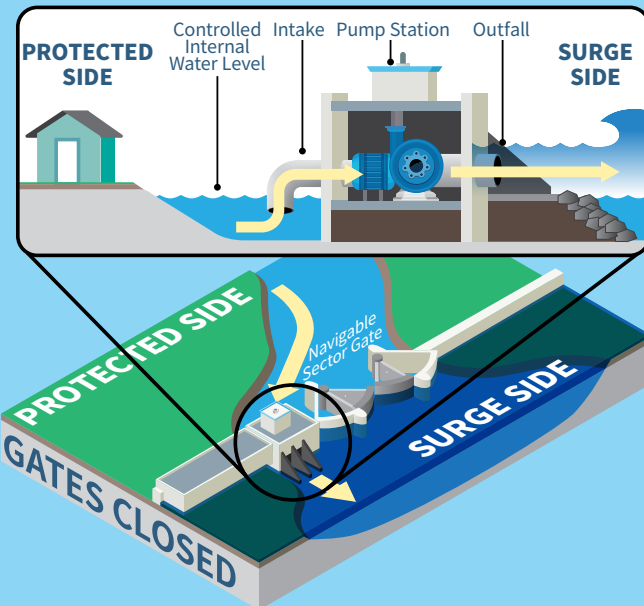 PROTECTED
SIDE
Controlled
Internal
Water Level
Intake
Pump Station
Outfall
SURGE
SIDE
PROTECTED SIDE
Navigable
Sector Gate
SURGE SIDE
GATES CLOSED